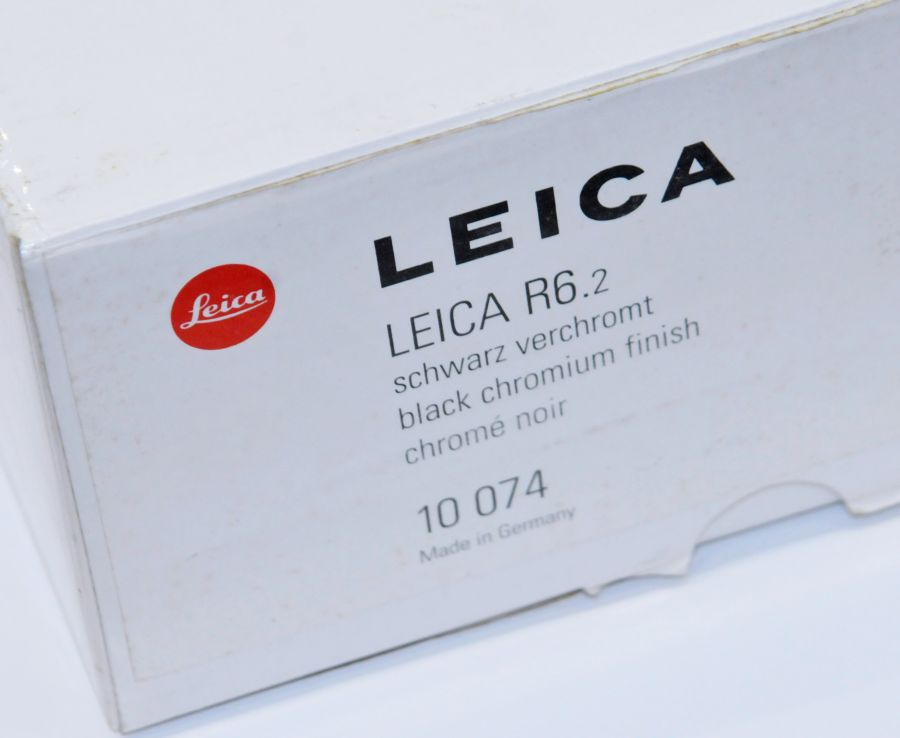 Leica
LEICA
LEICA R6.2
schwarz verchromt
black chromium finish
chromé noir
10 074
Made in Germany